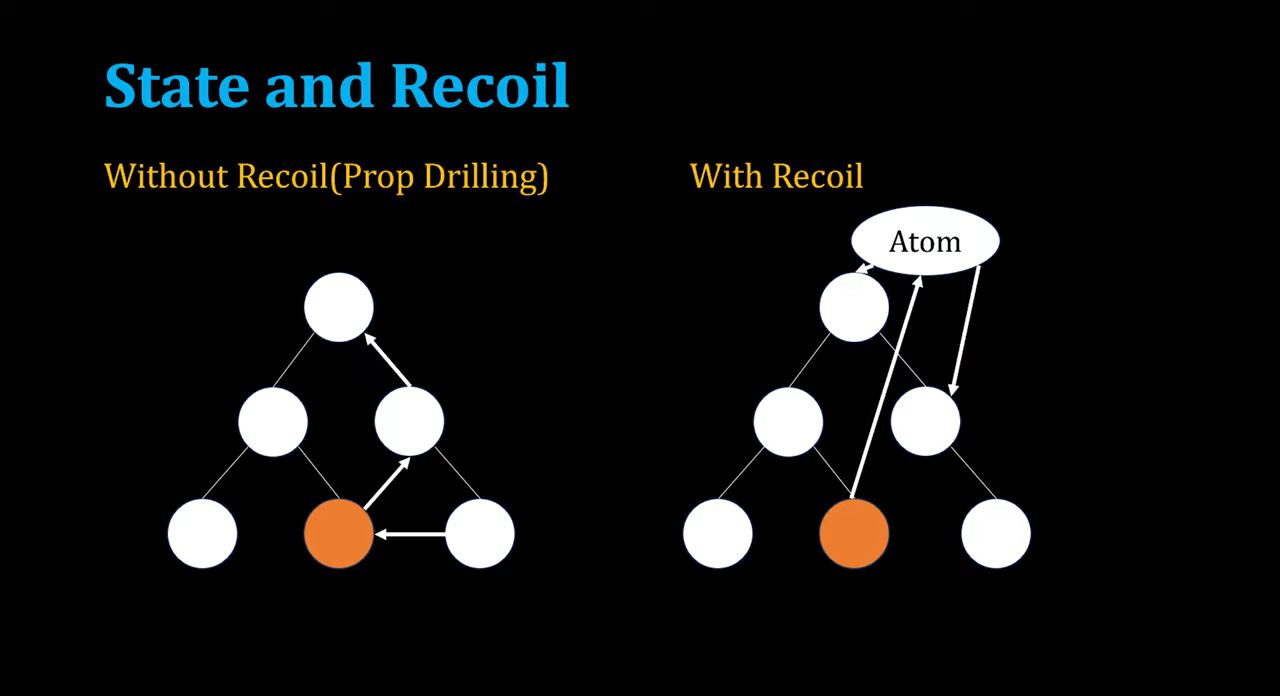 State and Recoil
Without Recoil(Prop Drilling)
With Recoil
Atom